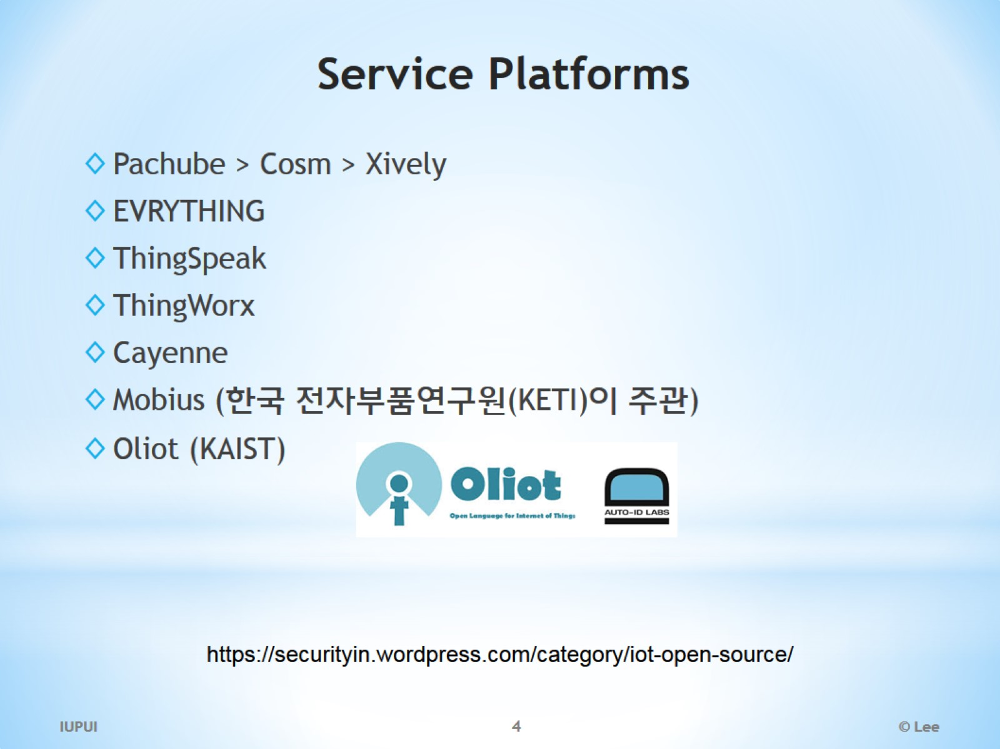 Service Platforms
◇ Pachube > Cosm > Xively
◇ EVRYTHING
◇ ThingSpeak
◇ ThingWorx
◇ Cayenne
◇ Mobius (한국 전자부품연구원(KETI)이 주관)
◇ Oliot (KAIST)
Oliot
Open Language for Internet of Things
AUTO-ID LABS
https://securityin.wordpress.com/category/iot-open-source/
IUPUI 4 © Lee